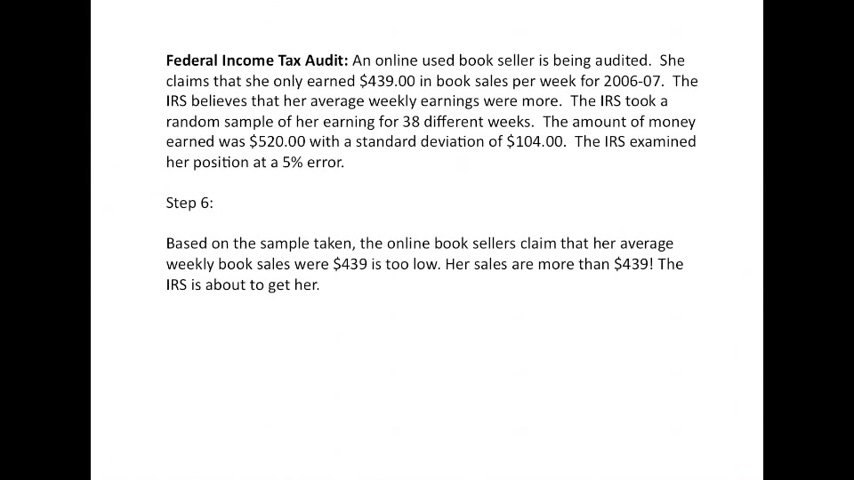 Federal Income Tax Audit: An online used book seller is being audited. She
claims that she only earned $439.00 in book sales per week for 2006-07. The
IRS believes that her average weekly earnings were more. The IRS took a
random sample of her earning for 38 different weeks. The amount of money
earned was $520.00 with a standard deviation of $104.00. The IRS examined
her position at a 5% error.
Step 6:
Based on the sample taken, the online book sellers claim that her average
weekly book sales were $439 is too low. Her sales are more than $439! The
IRS is about to get her.